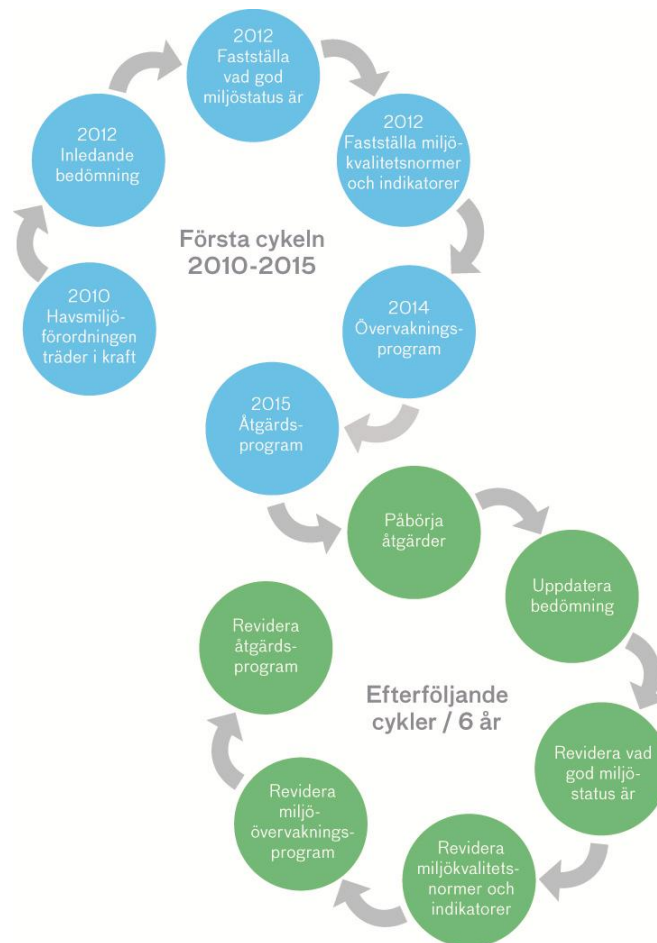 2010
Havsmiljö-
förordningen
träder i kraft
2012
Inledande
bedömning
2012
Fastställa
vad god
miljöstatus är
2012
Fastställa miljö-
kvalitetsnormer
och indikatorer
Första cykeln
2010-2015
2014
Övervaknings-
program
2015
Åtgärds-
program
Påbörja
åtgärder
Uppdatera
bedömning
Revidera vad
god miljö-
status är
Revidera
miljökvalitets-
normer och
indikatorer
Revidera
miljö-
övervaknings-
program
Revidera
åtgärds-
program
Efterföljande
cykler / 6 år